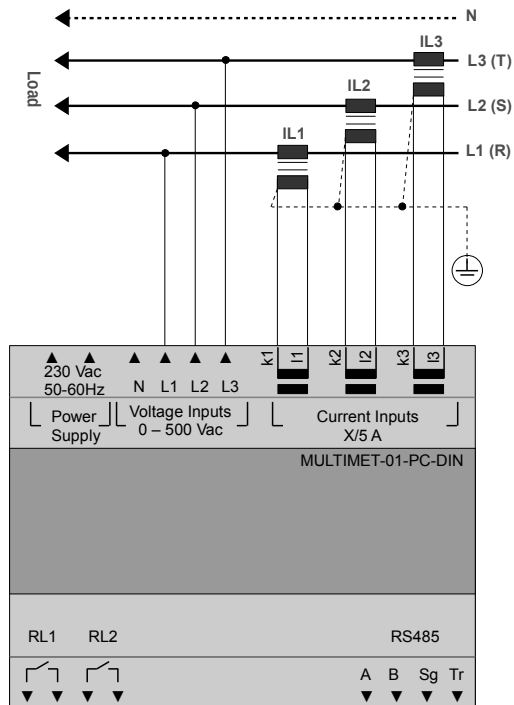 N
IL3
L3 (T)
Load
IL2
L2 (S)
IL1
L1 (R)
k1 l1 k2 l2 k3 l3
230 Vac
50-60Hz
N L1 L2 L3
Power
Supply
Voltage Inputs
0 – 500 Vac
Current Inputs
X/5 A
MULTIMET-01-PC-DIN
RL1 RL2 RS485
A B Sg Tr